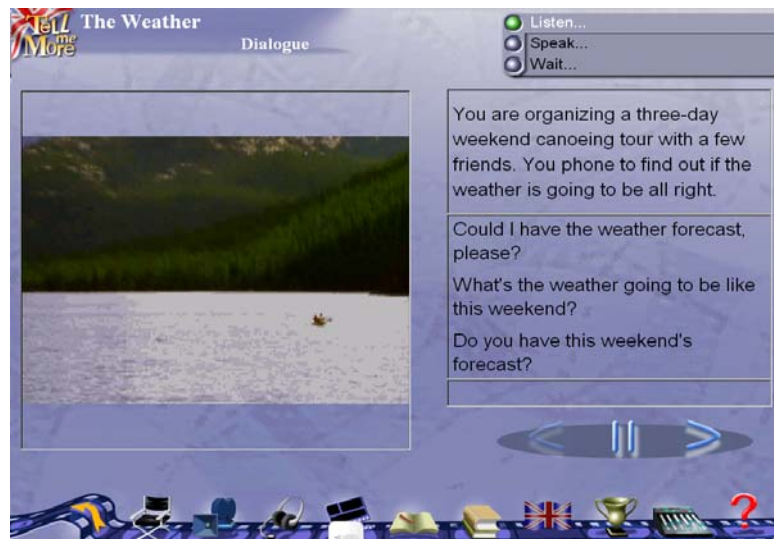 TELL me More
The Weather
Dialogue
Listen...
Speak...
Wait...
You are organizing a three-day
weekend canoeing tour with a few
friends. You phone to find out if the
weather is going to be all right.
Could I have the weather forecast,
please?
What's the weather going to be like
this weekend?
Do you have this weekend's
forecast?
?